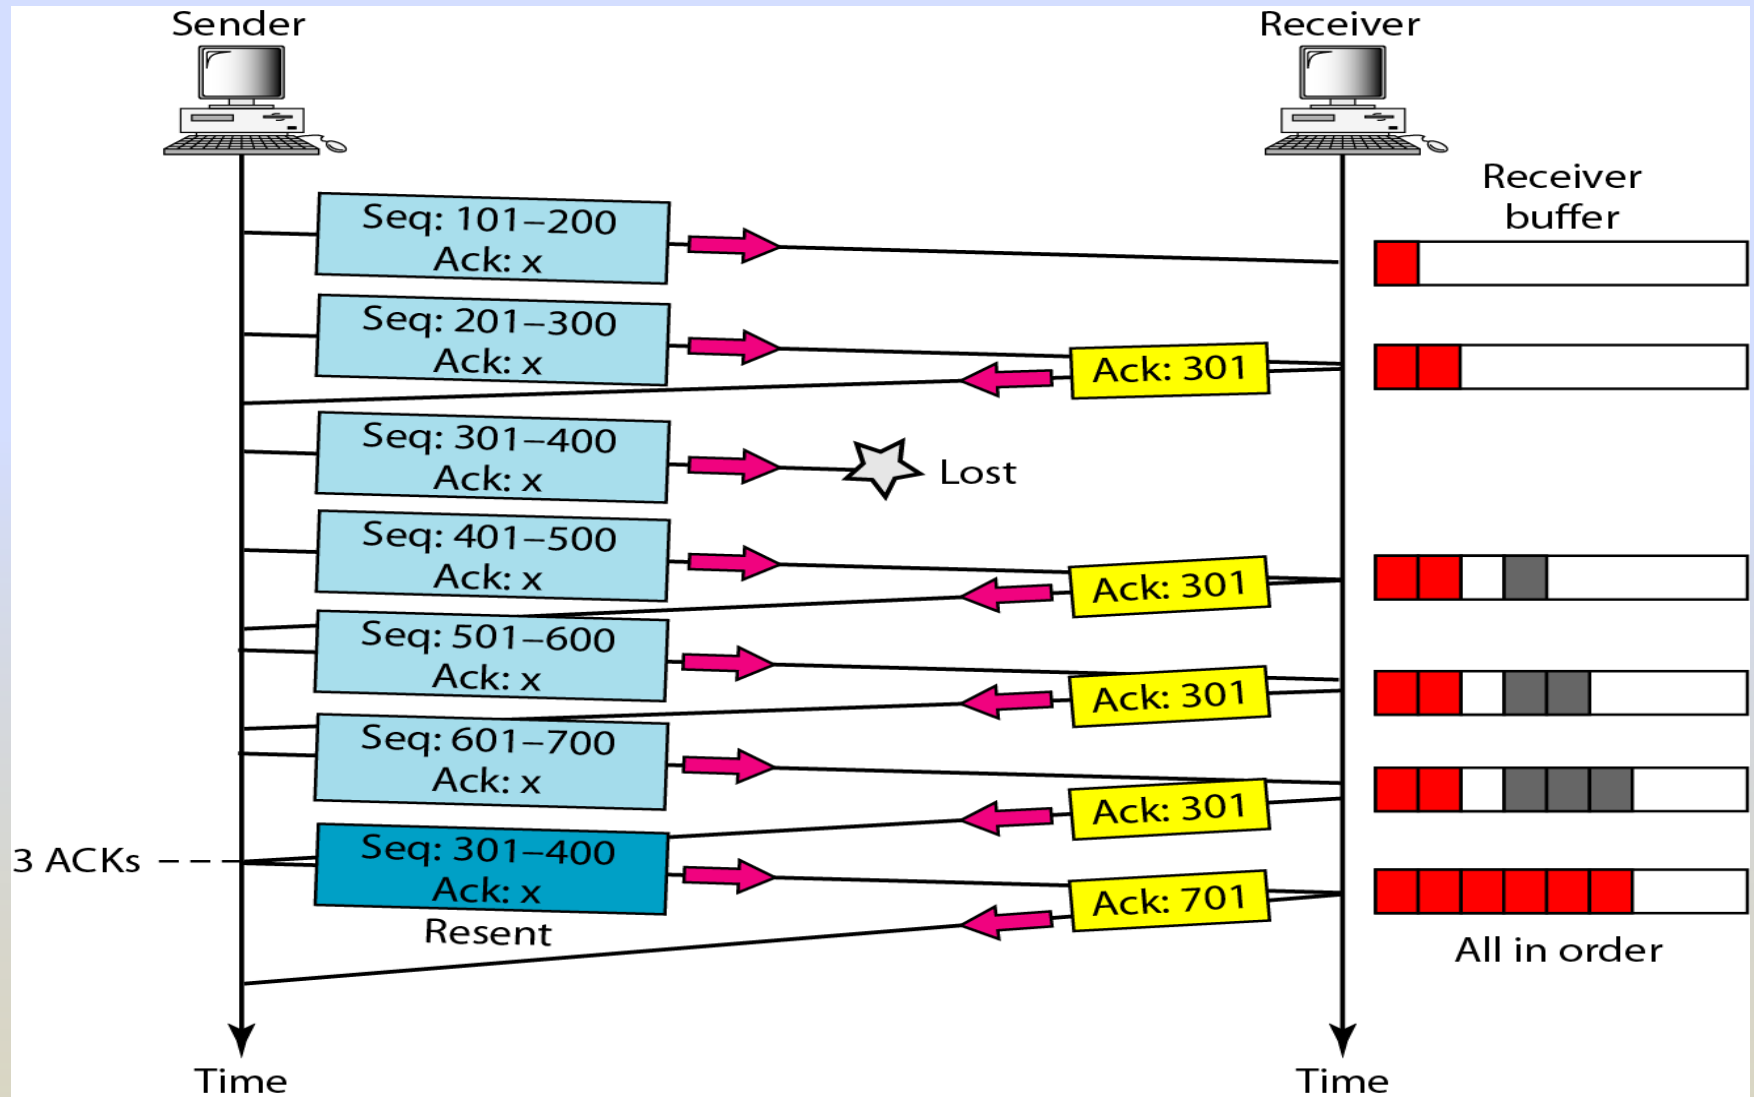 Sender
Receiver
Receiver
buffer
Seq: 101–200
Ack: x
Seq: 201–300
Ack: x
Ack: 301
Seq: 301–400
Ack: x
Lost
Seq: 401–500
Ack: x
Ack: 301
Seq: 501–600
Ack: x
Ack: 301
Seq: 601–700
Ack: x
Ack: 301
3 ACKs
Seq: 301–400
Ack: x
Ack: 701
Resent
All in order
Time
Time